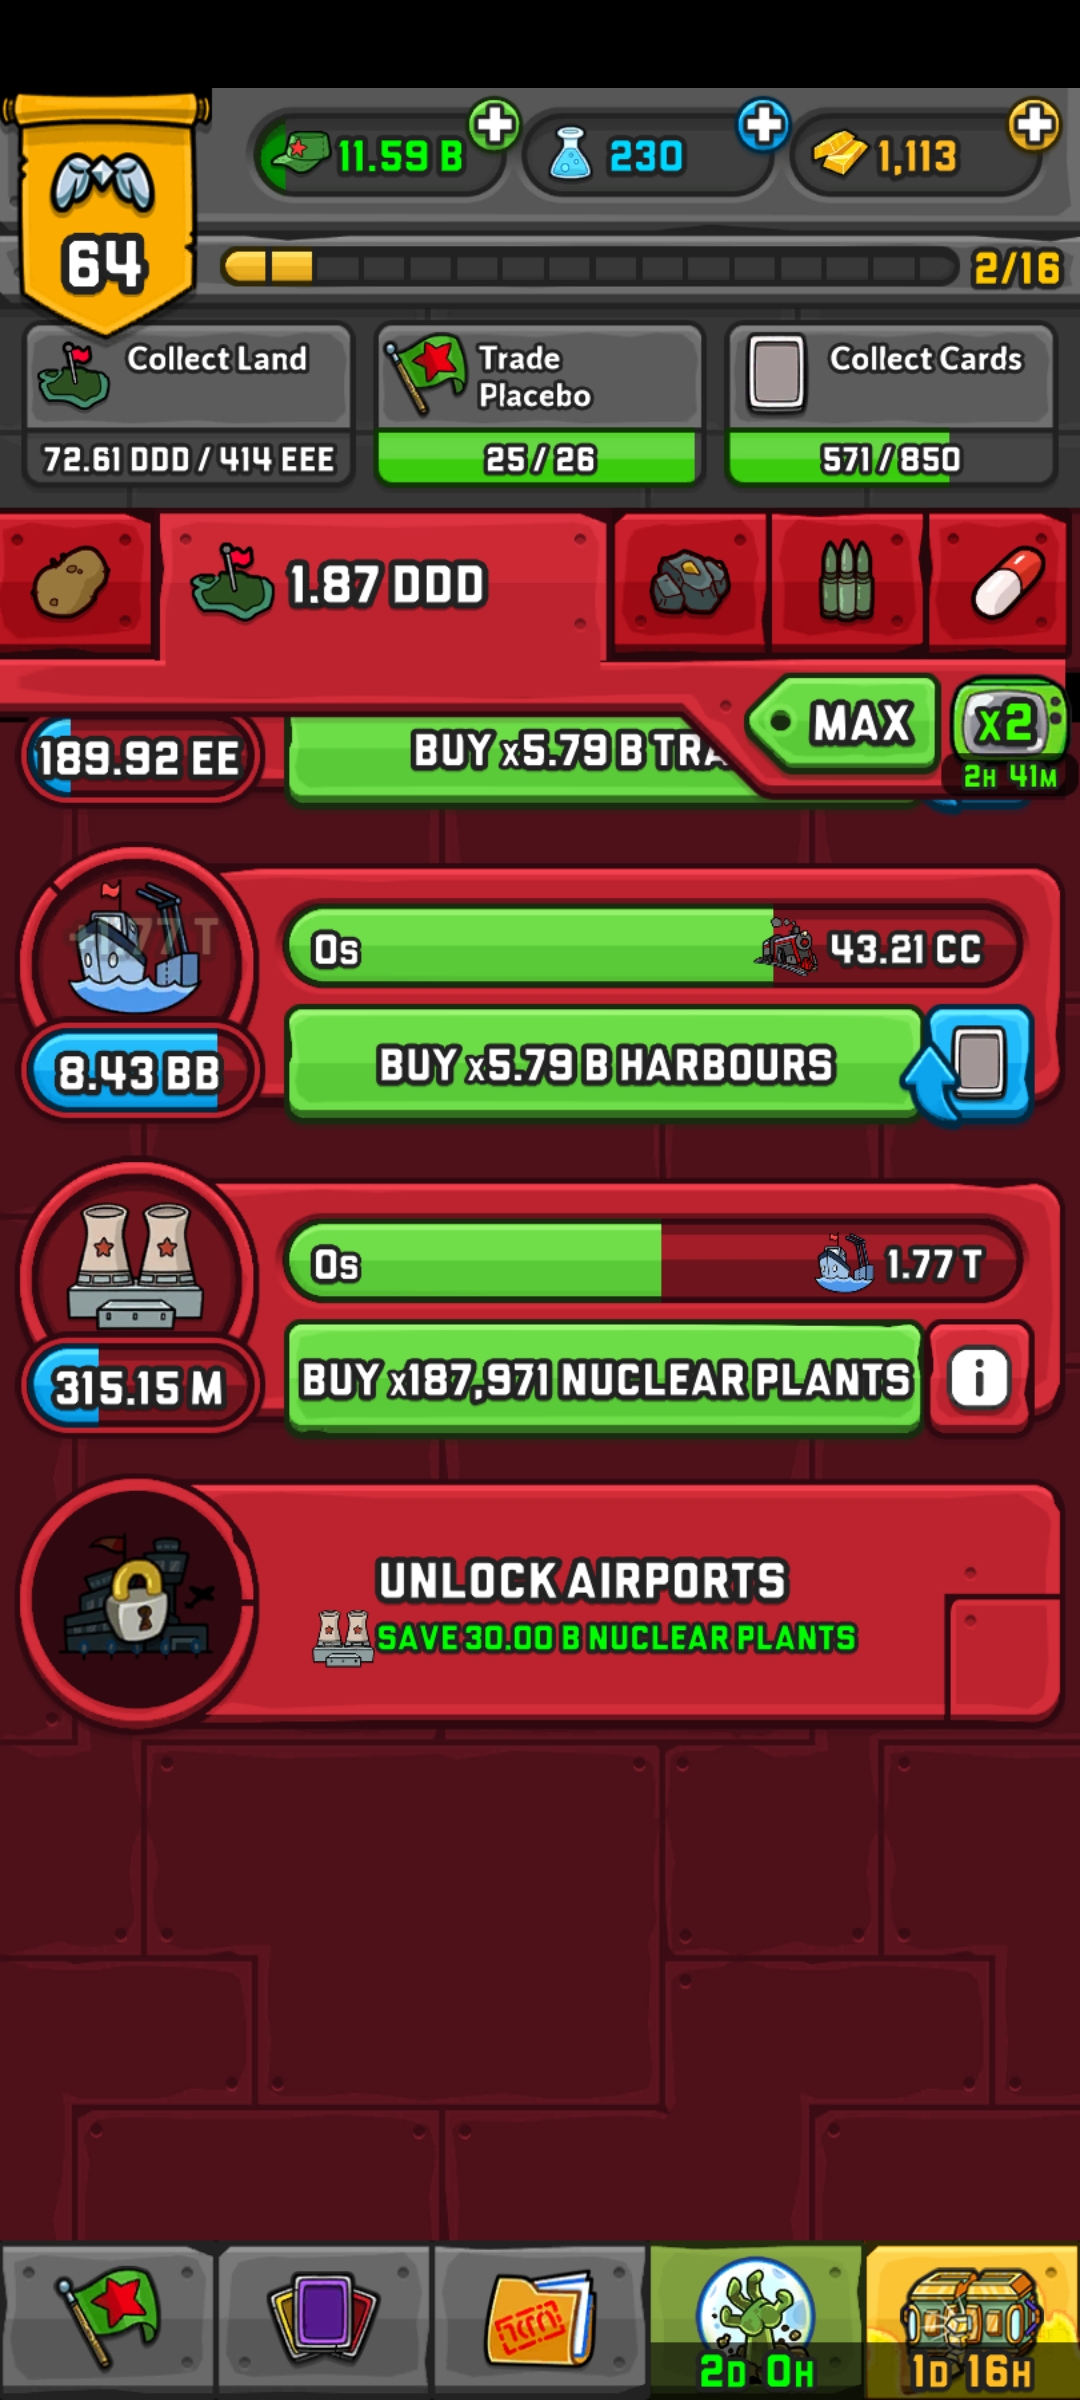 64
11.59 B
230
1,113
2/16
Collect Land
72.61 DDD / 414 EEE
Trade
Placebo
25 / 26
Collect Cards
571 / 850
1.87 DDD
MAX
x2
2H 41M
189.92 EE
BUY x5.79 B TRA
0s
43.21 CC
8.43 BB
BUY x5.79 B HARBOURS
0s
1.77 T
315.15 M
BUY x187,971 NUCLEAR PLANTS
i
UNLOCK AIRPORTS
SAVE 30.00 B NUCLEAR PLANTS
2D 0H
1D 16H